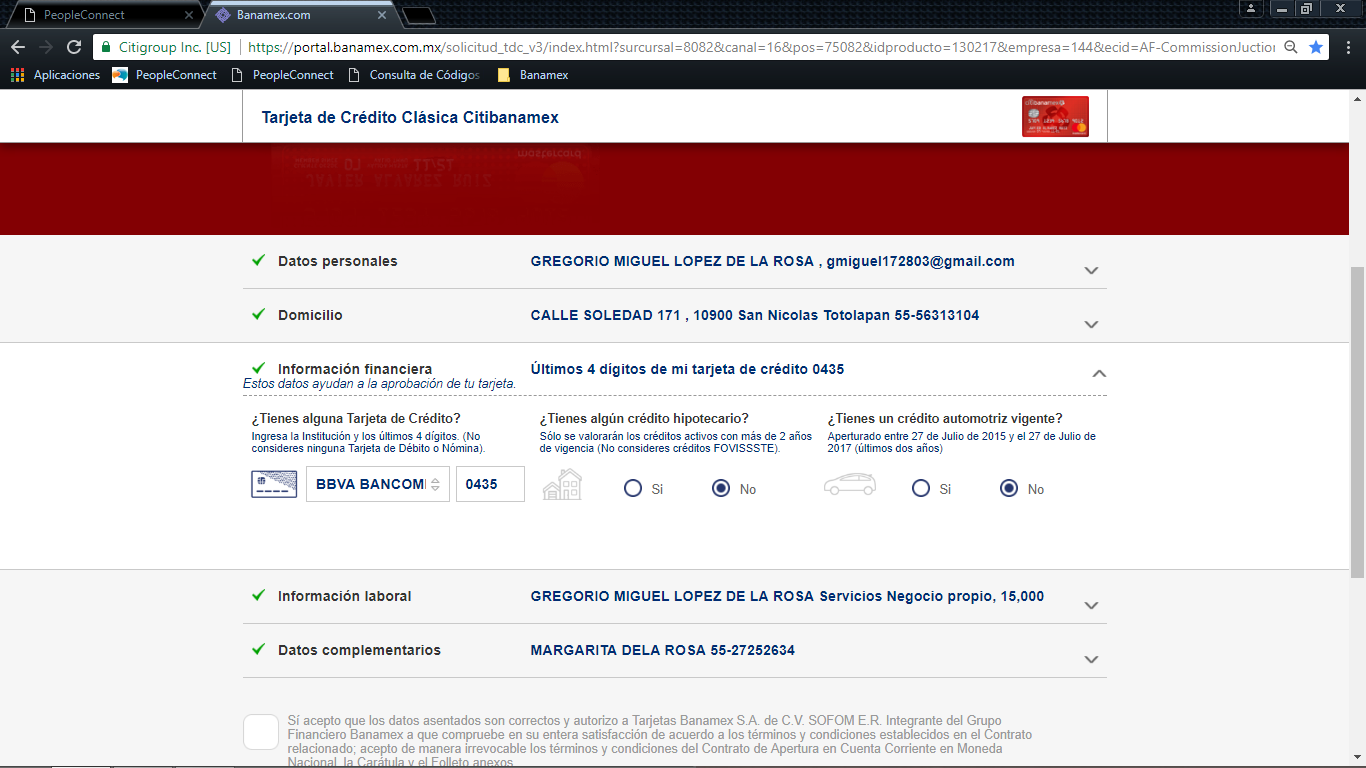 PeopleConnect
Banamex.com
Citigroup Inc. [US] https://portal.banamex.com.mx/solicitud_tdc_v3/index.html?surcursal=8082&canal=16&pos=75082&idproducto=130217&empresa=144&ecid=AF-CommissionJuctior
Aplicaciones PeopleConnect PeopleConnect Consulta de Códigos Banamex
Tarjeta de Crédito Clásica Citibanamex
citibanamex
mastercard
JAVIER ALVAREZ RUIZ
Datos personales GREGORIO MIGUEL LOPEZ DE LA ROSA , gmiguel172803@gmail.com
Domicilio CALLE SOLEDAD 171 , 10900 San Nicolas Totolapan 55-56313104
Información financiera Últimos 4 dígitos de mi tarjeta de crédito 0435
Estos datos ayudan a la aprobación de tu tarjeta.
¿Tienes alguna Tarjeta de Crédito?
Ingresa la Institución y los últimos 4 dígitos. (No
consideres ninguna Tarjeta de Débito o Nómina).
BBVA BANCOM 0435
¿Tienes algún crédito hipotecario?
Sólo se valorarán los créditos activos con más de 2 años
de vigencia (No consideres créditos FOVISSSTE).
Si No
¿Tienes un crédito automotriz vigente?
Aperturado entre 27 de Julio de 2015 y el 27 de Julio de
2017 (últimos dos años)
Si No
Información laboral GREGORIO MIGUEL LOPEZ DE LA ROSA Servicios Negocio propio, 15,000
Datos complementarios MARGARITA DELA ROSA 55-27252634
Sí acepto que los datos asentados son correctos y autorizo a Tarjetas Banamex S.A. de C.V. SOFOM E.R. Integrante del Grupo
Financiero Banamex a que compruebe en su entera satisfacción de acuerdo a los términos y condiciones establecidos en el Contrato
relacionado; acepto de manera irrevocable los términos y condiciones del Contrato de Apertura en Cuenta Corriente en Moneda
Nacional, la Carátula y el Folleto anexos